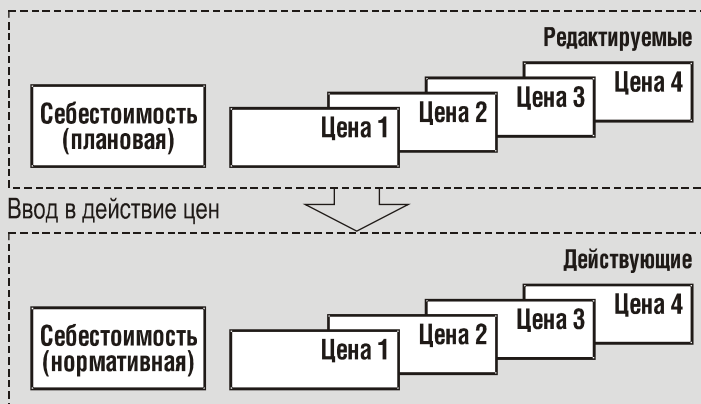 Редактируемые
Себестоимость
(плановая)
Цена 1
Цена 2
Цена 3
Цена 4
Ввод в действие цен
Действующие
Себестоимость
(нормативная)
Цена 1
Цена 2
Цена 3
Цена 4